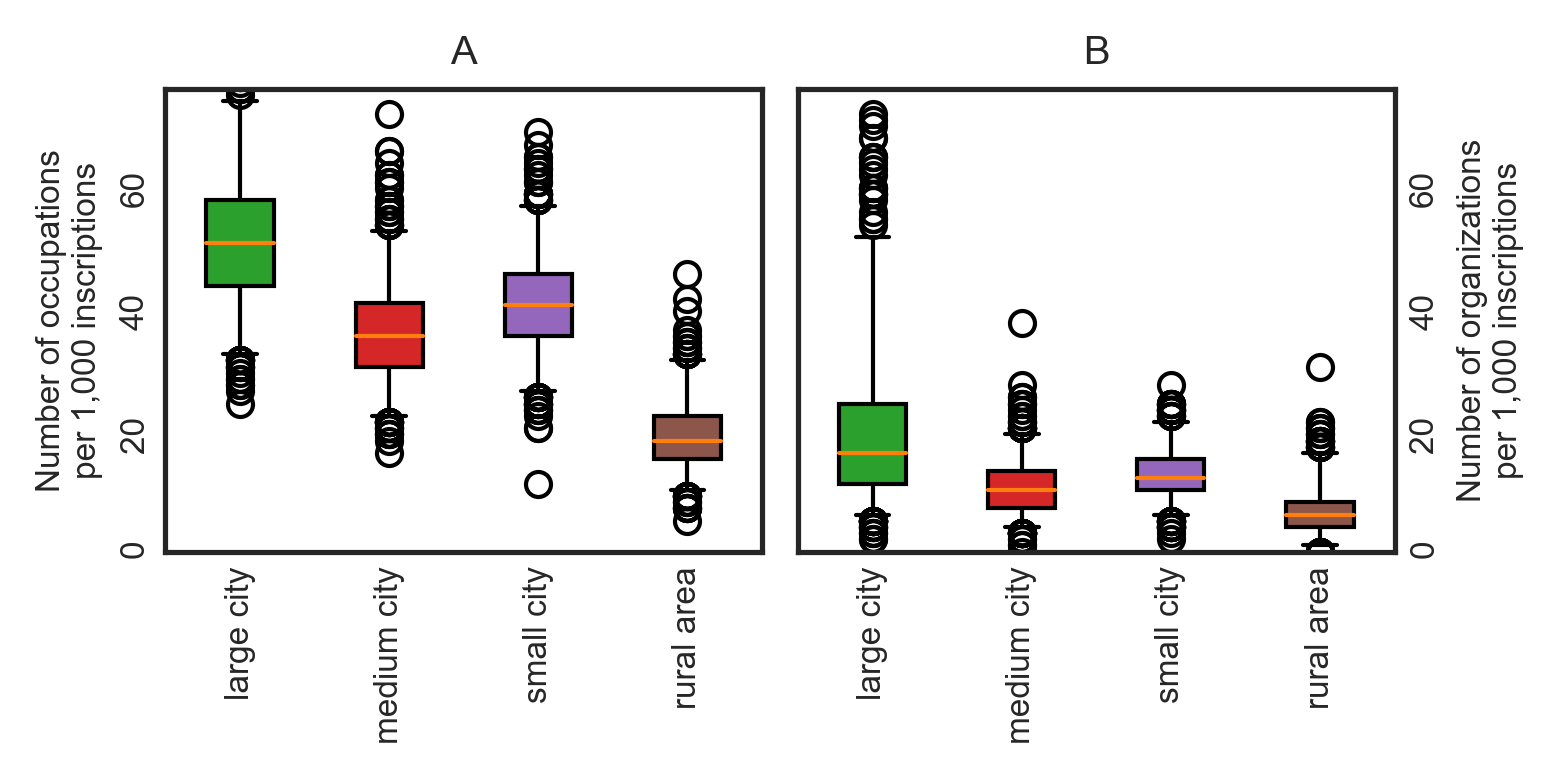 A
B
Number of occupations
per 1,000 inscriptions
60
40
20
0
60
40
20
0
Number of organizations
per 1,000 inscriptions
large city
medium city
small city
rural area
large city
medium city
small city
rural area